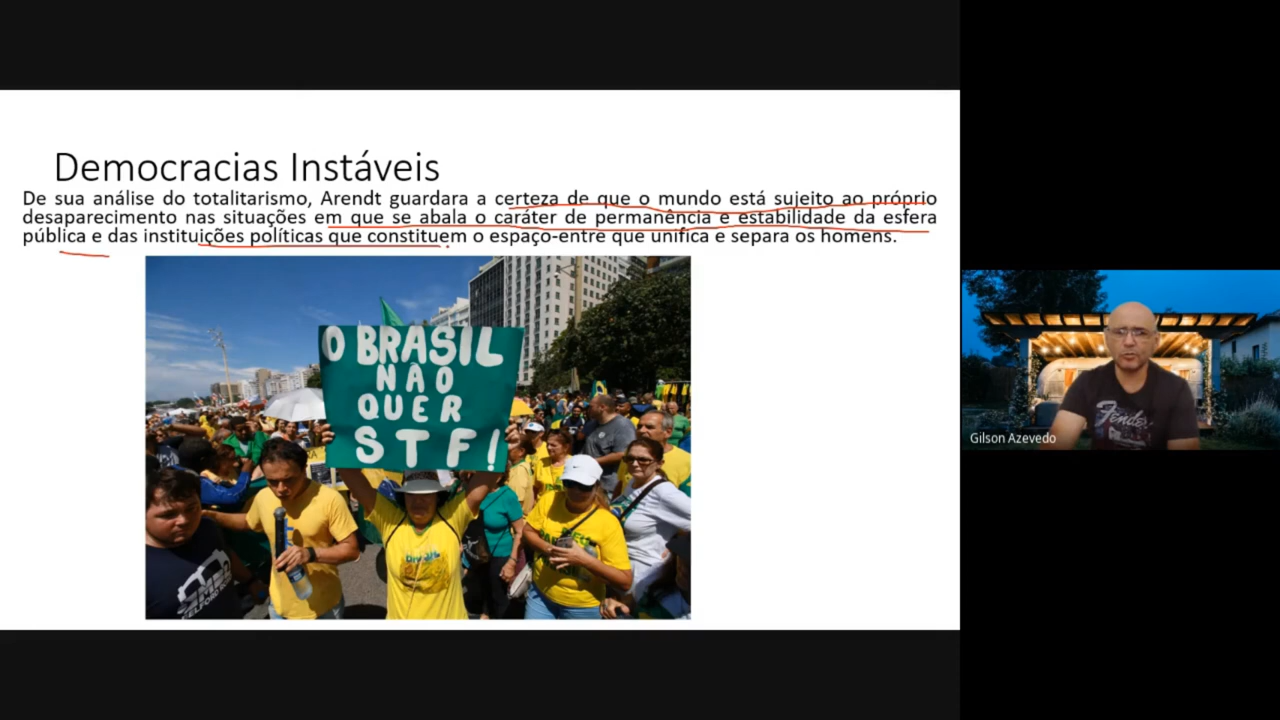 Democracias Instáveis
De sua análise do totalitarismo, Arendt guardara a certeza de que o mundo está sujeito ao próprio
desaparecimento nas situações em que se abala o caráter de permanência e estabilidade da esfera
pública e das instituições políticas que constituem o espaço-entre que unifica e separa os homens.
O BRASIL
NÃO
QUER
STF!
Fender
Gilson Azevedo